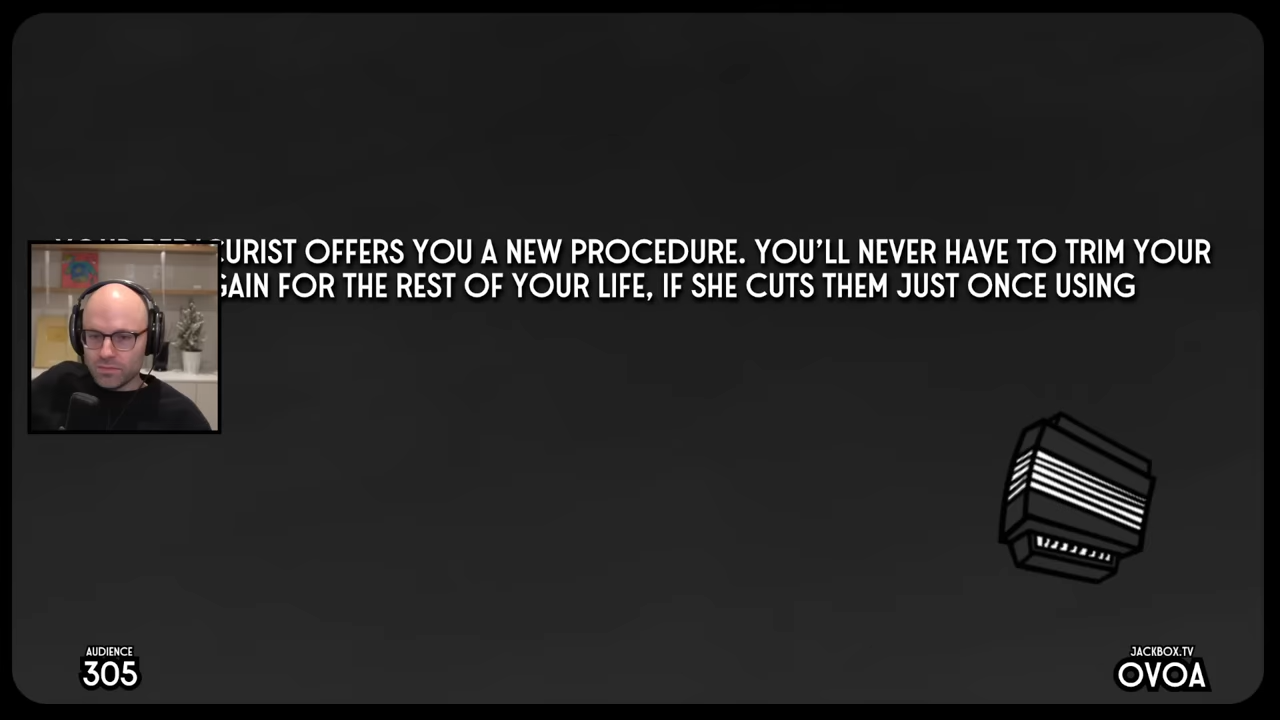 CURIST OFFERS YOU A NEW PROCEDURE. YOU'LL NEVER HAVE TO TRIM YOUR
GAIN FOR THE REST OF YOUR LIFE, IF SHE CUTS THEM JUST ONCE USING
AUDIENCE
305
JACKBOX.TV
OVOA